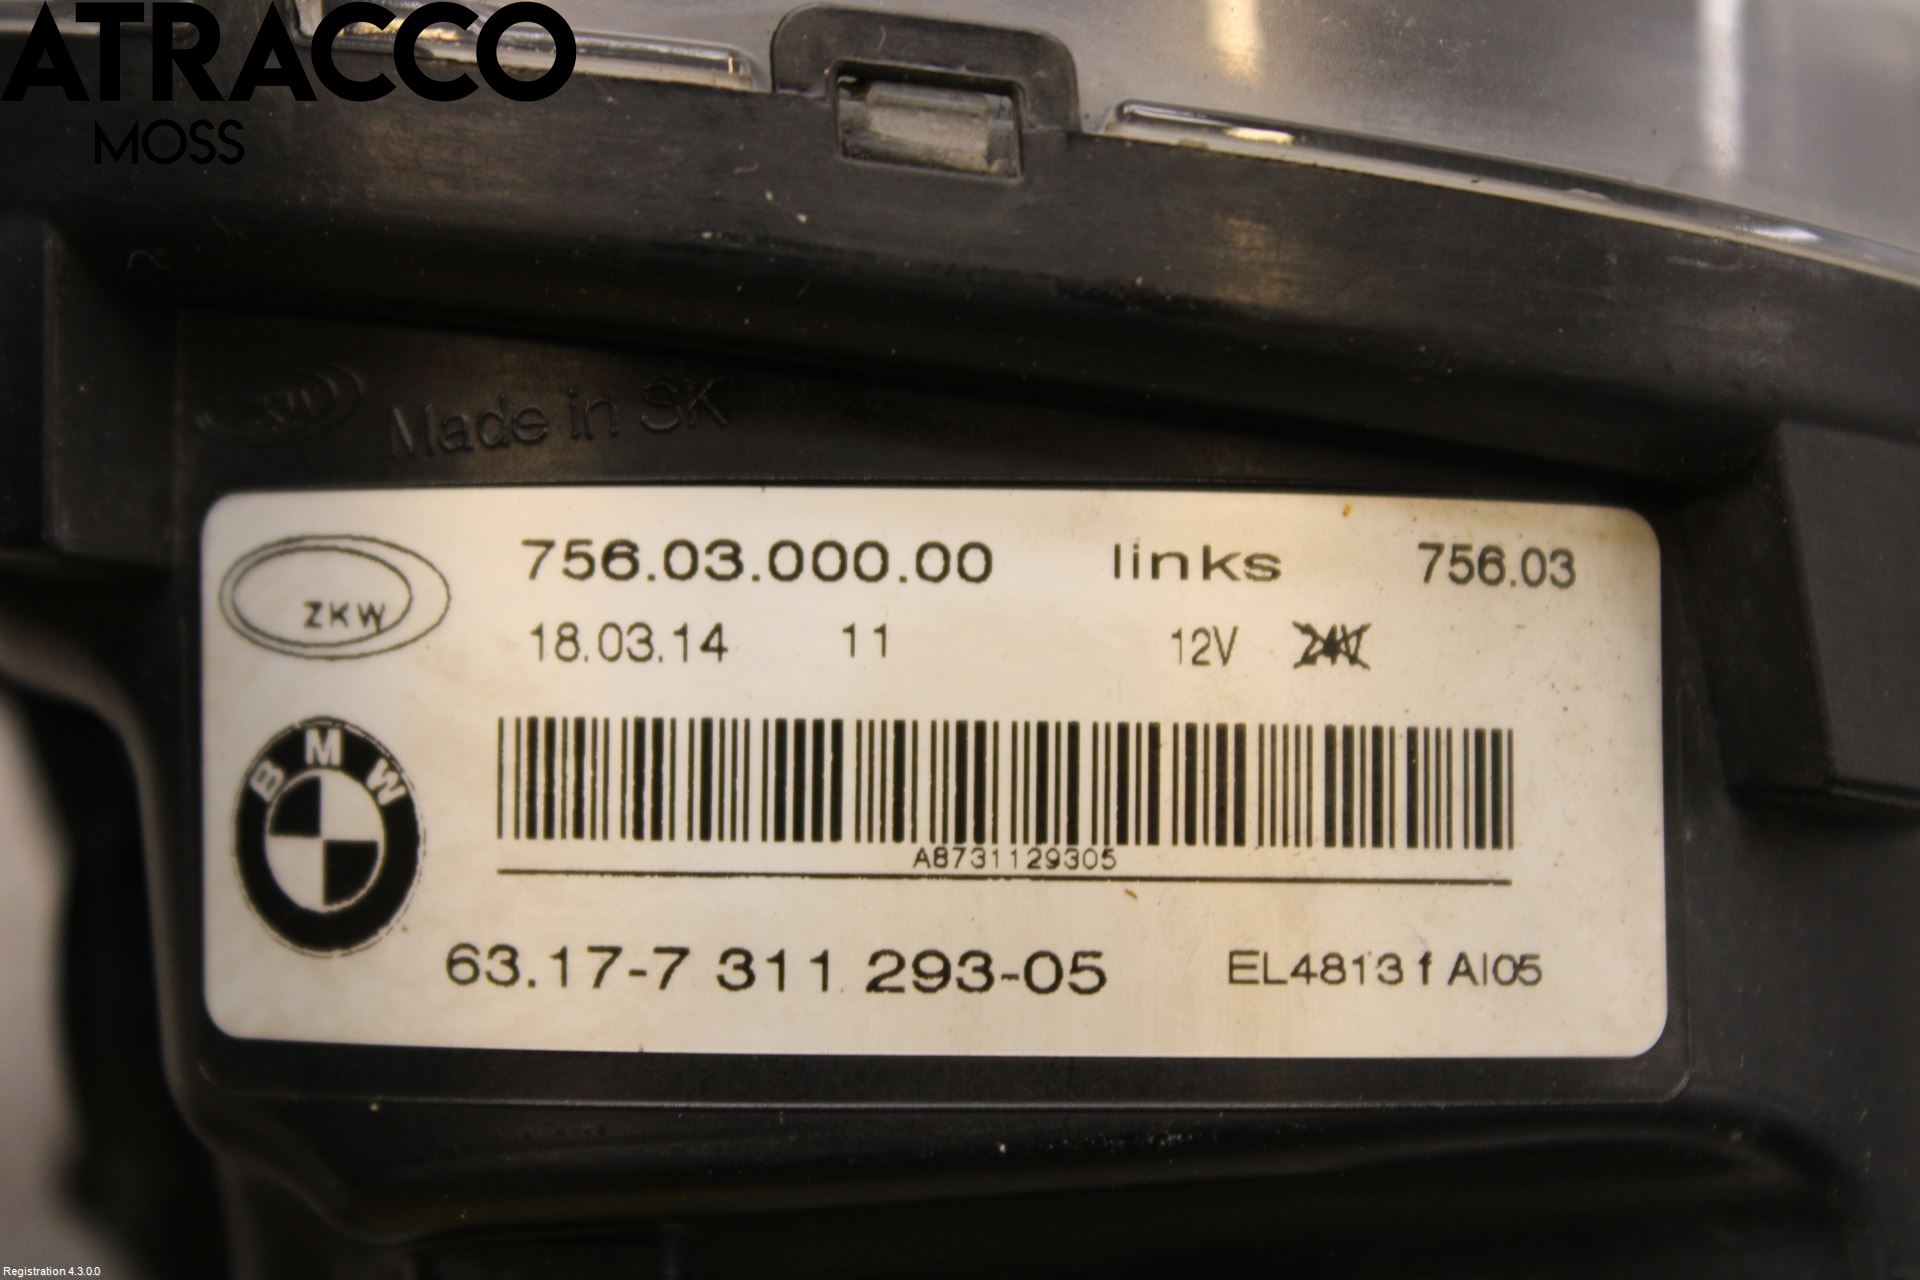 ATRACCO
MOSS
Made in SK
756.03.000.00 links 756.03
ZKW
18.03.14 11 12V 24V
BMW
A8731129305
63.17-7 311 293-05 EL4813 f AI05
Registration 4.3.0.0